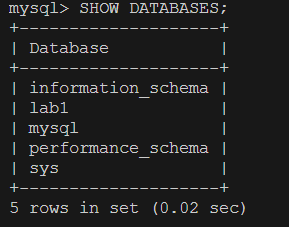 mysql> SHOW DATABASES;
+--------------------+
| Database           |
+--------------------+
| information_schema |
| lab1               |
| mysql              |
| performance_schema |
| sys                |
+--------------------+
5 rows in set (0.02 sec)